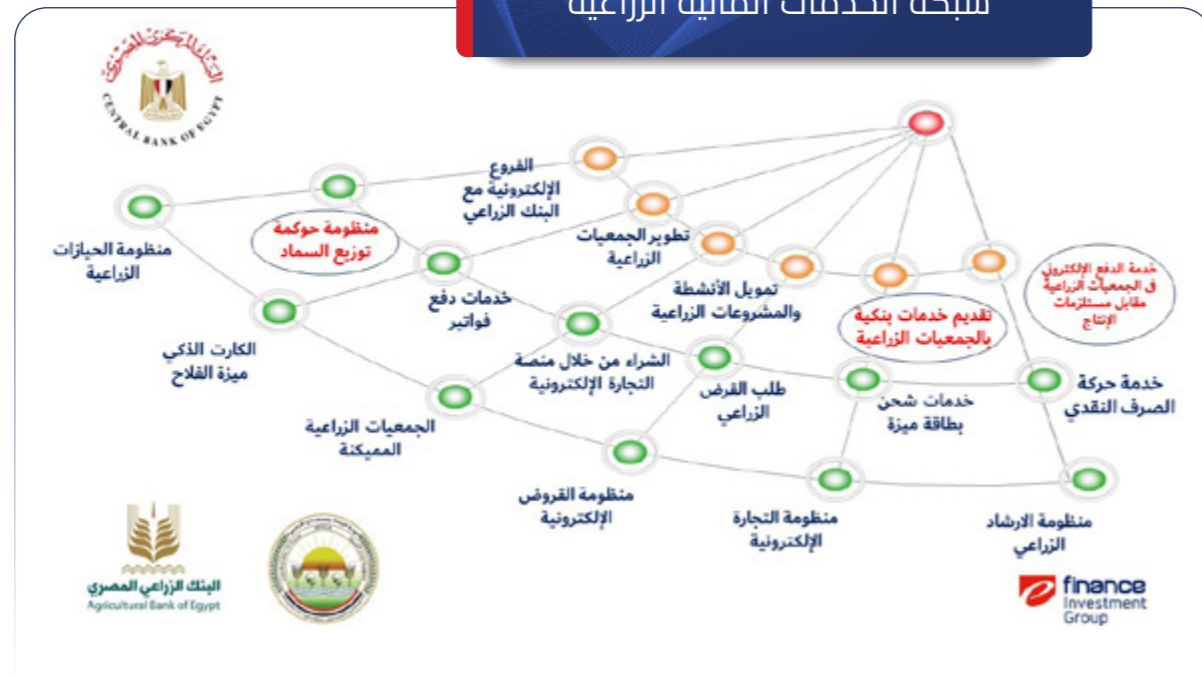 شبكة الخدمات المالية الزراعية
البنك المركزي المصري
CENTRAL BANK OF EGYPT
الفروع
الإلكترونية مع
البنك الزراعي
منظومة حوكمة
توزيع السماد
منظومة الحيازات
الزراعية
تطوير الجمعيات
الزراعية
خدمة الدفع الإلكتروني
في الجمعيات الزراعية
مقابل مستلزمات
الإنتاج
تمويل الأنشطة
والمشروعات الزراعية
خدمات دفع
فواتير
تقديم خدمات بنكية
بالجمعيات الزراعية
الكارت الذكي
ميزة الفلاح
الشراء من خلال منصة
التجارة الإلكترونية
طلب القرض
الزراعي
خدمات شحن
بطاقة ميزة
خدمة حركة
الصرف النقدي
الجمعيات الزراعية
المميكنة
منظومة القروض
الإلكترونية
منظومة التجارة
الإلكترونية
منظومة الارشاد
الزراعي
البنك الزراعي المصري
Agricultural Bank of Egypt
finance
Investment
Group